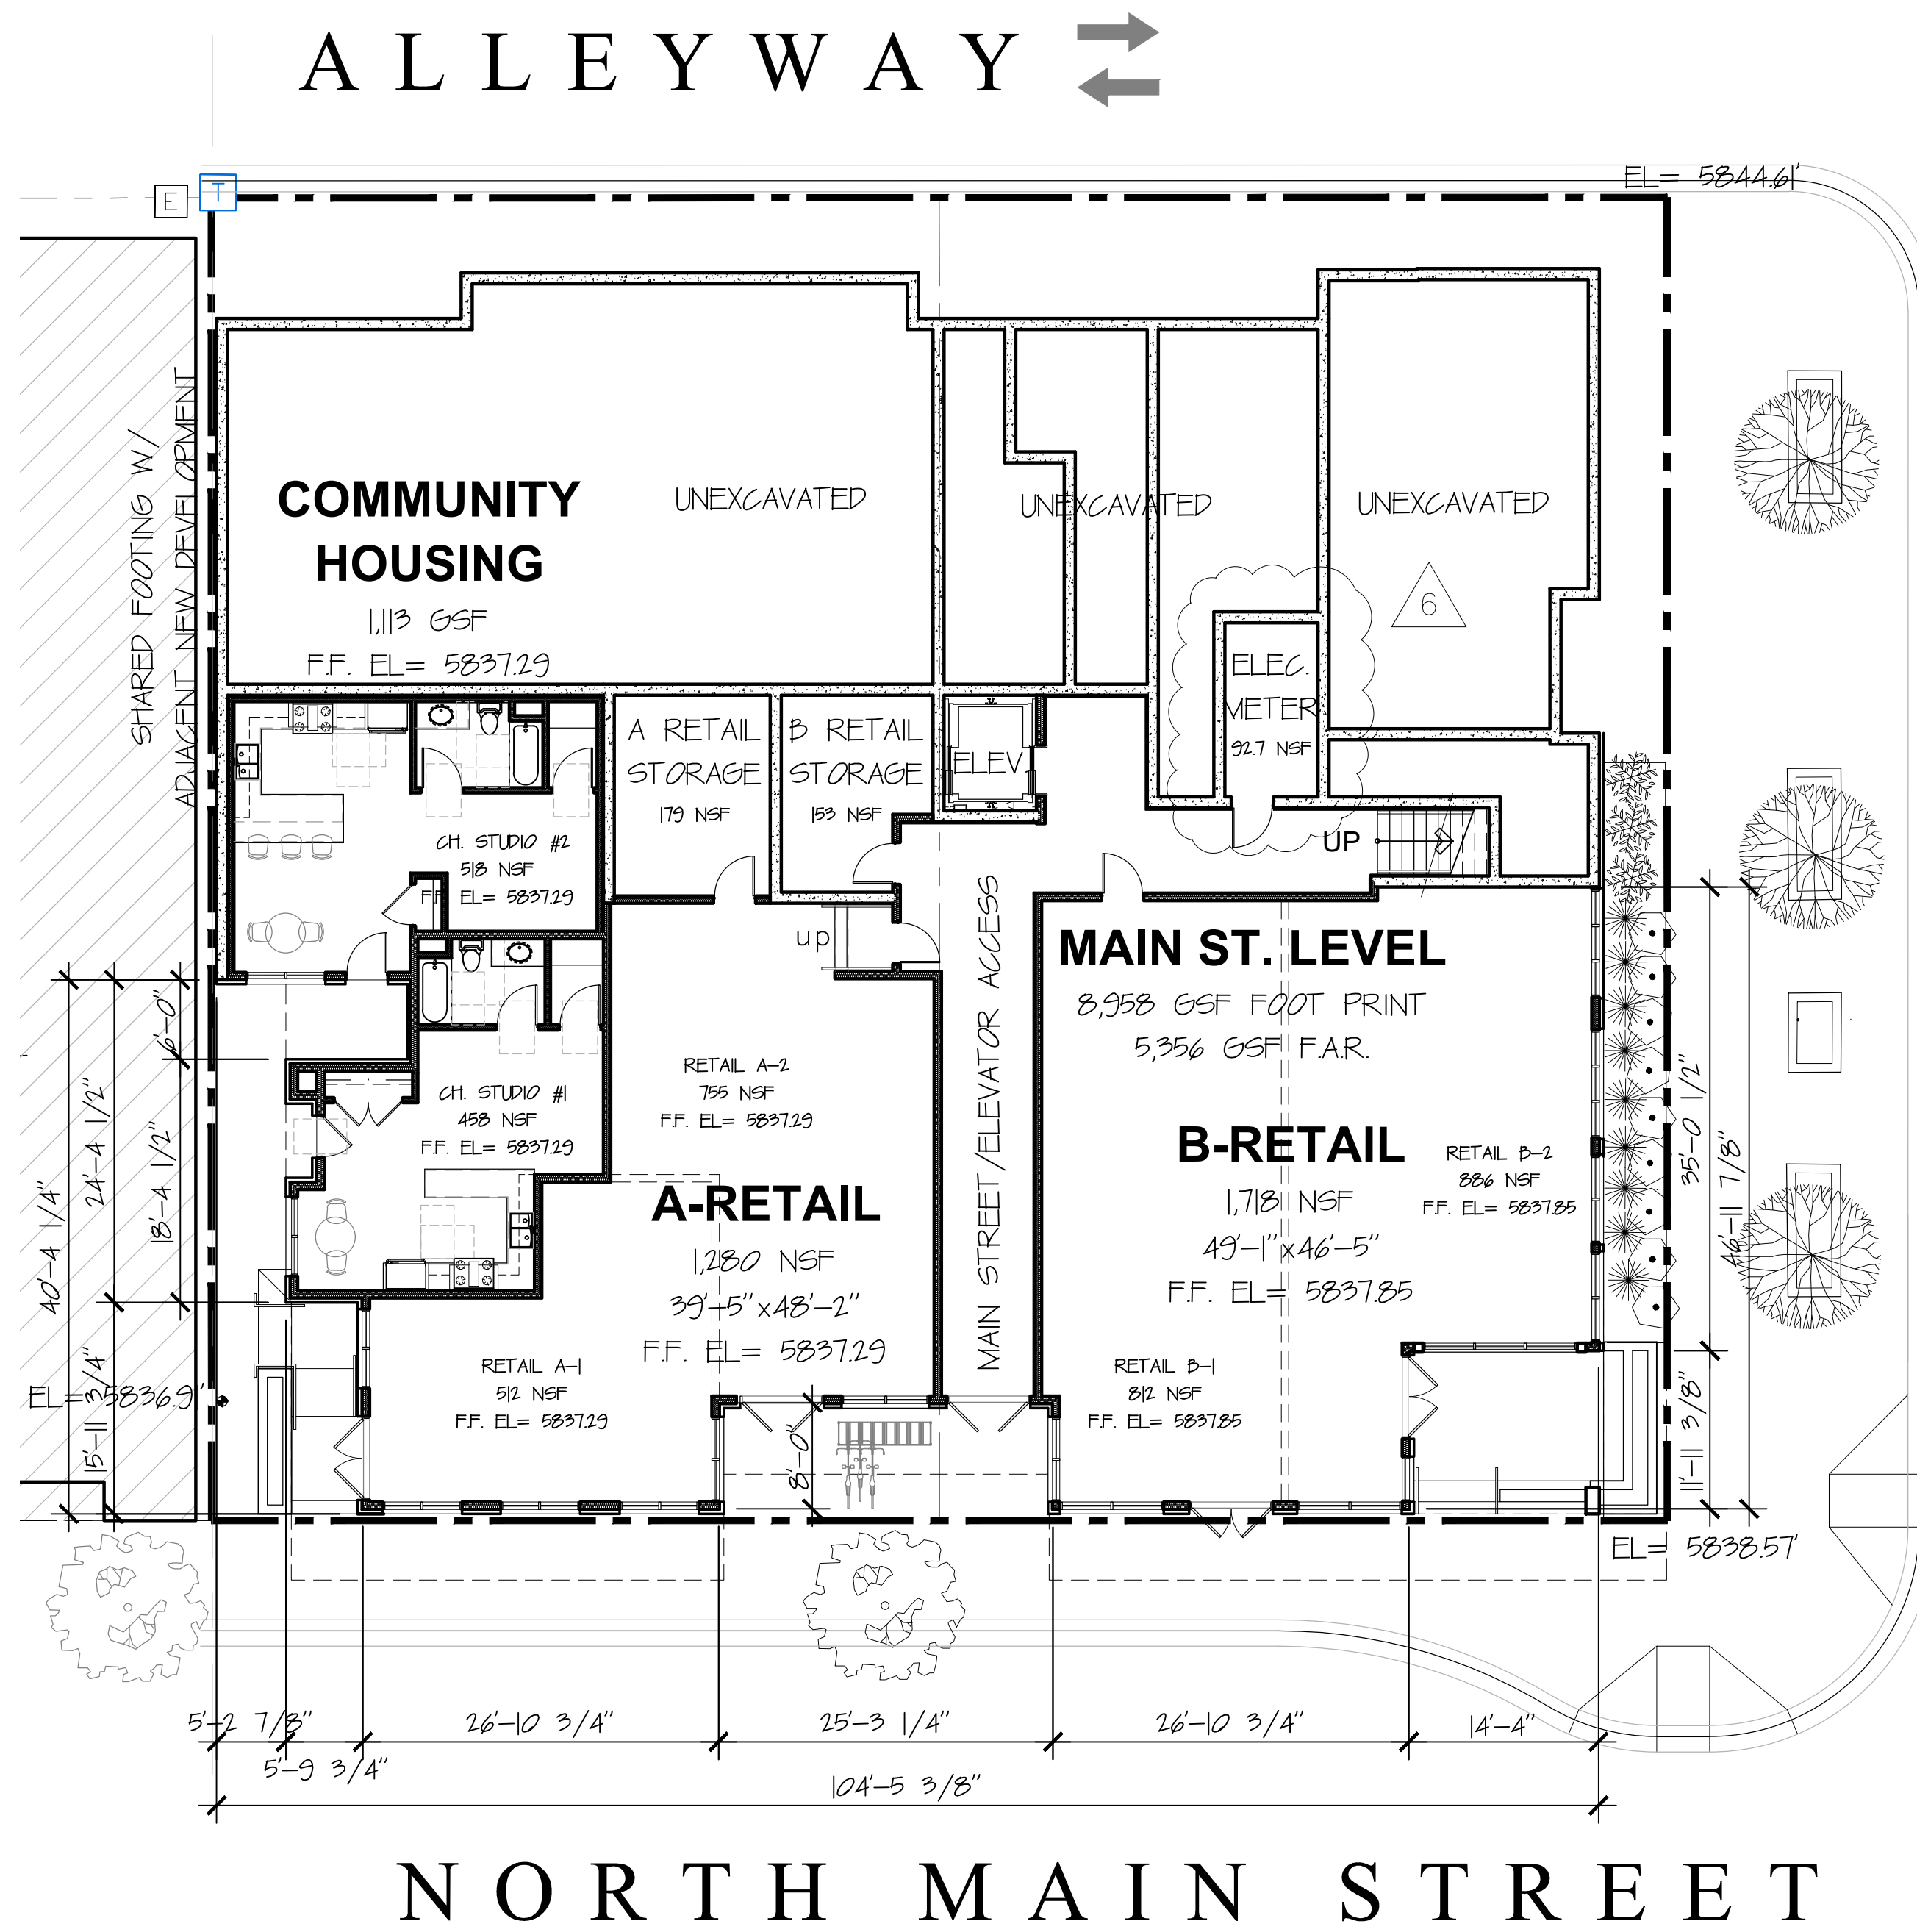 ALLEYWAY
EL= 5844.61'
E
T
SHARED FOOTING W/
ADJACENT NEW DEVELOPMENT
COMMUNITY
HOUSING
1,113 GSF
F.F. EL= 5837.29
UNEXCAVATED
UNEXCAVATED
UNEXCAVATED
6
ELEC.
METER
92.7 NSF
A RETAIL
STORAGE
179 NSF
B RETAIL
STORAGE
153 NSF
ELEV
CH. STUDIO #2
518 NSF
F.F. EL= 5837.29
UP
up
MAIN STREET/ELEVATOR ACCESS
MAIN ST. LEVEL
8,958 GSF FOOT PRINT
5,356 GSF F.A.R.
CH. STUDIO #1
458 NSF
F.F. EL= 5837.29
RETAIL A-2
755 NSF
F.F. EL= 5837.29
B-RETAIL
1,718 NSF
49'-1"x46'-5"
F.F. EL= 5837.85
RETAIL B-2
886 NSF
F.F. EL= 5837.85
A-RETAIL
1,280 NSF
39'-5"x48'-2"
F.F. EL= 5837.29
RETAIL A-1
512 NSF
F.F. EL= 5837.29
RETAIL B-1
812 NSF
F.F. EL= 5837.85
6'-0"
24'-4 1/2"
18'-4 1/2"
40'-4 1/4"
15'-11 3/4"
EL= 5836.9'
8'-0"
35'-0 1/2"
46'-11 7/8"
11'-11 3/8"
EL= 5838.57'
5'-2 7/8"
26'-10 3/4"
25'-3 1/4"
26'-10 3/4"
14'-4"
5'-9 3/4"
104'-5 3/8"
NORTH MAIN STREET